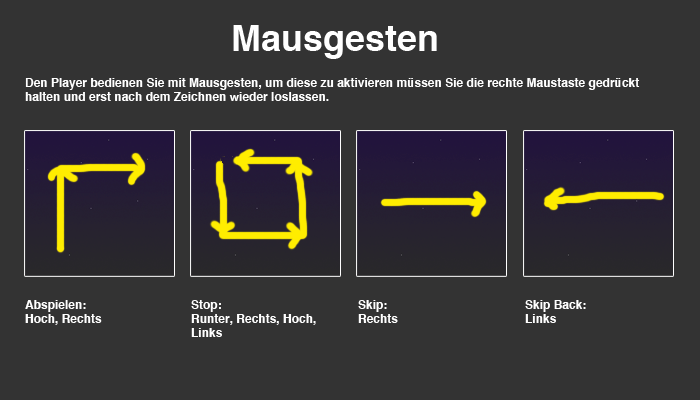 Mausgesten
Den Player bedienen Sie mit Mausgesten, um diese zu aktivieren müssen Sie die rechte Maustaste gedrückt
halten und erst nach dem Zeichnen wieder loslassen.
Abspielen:
Hoch, Rechts
Stop:
Runter, Rechts, Hoch,
Links
Skip:
Rechts
Skip Back:
Links